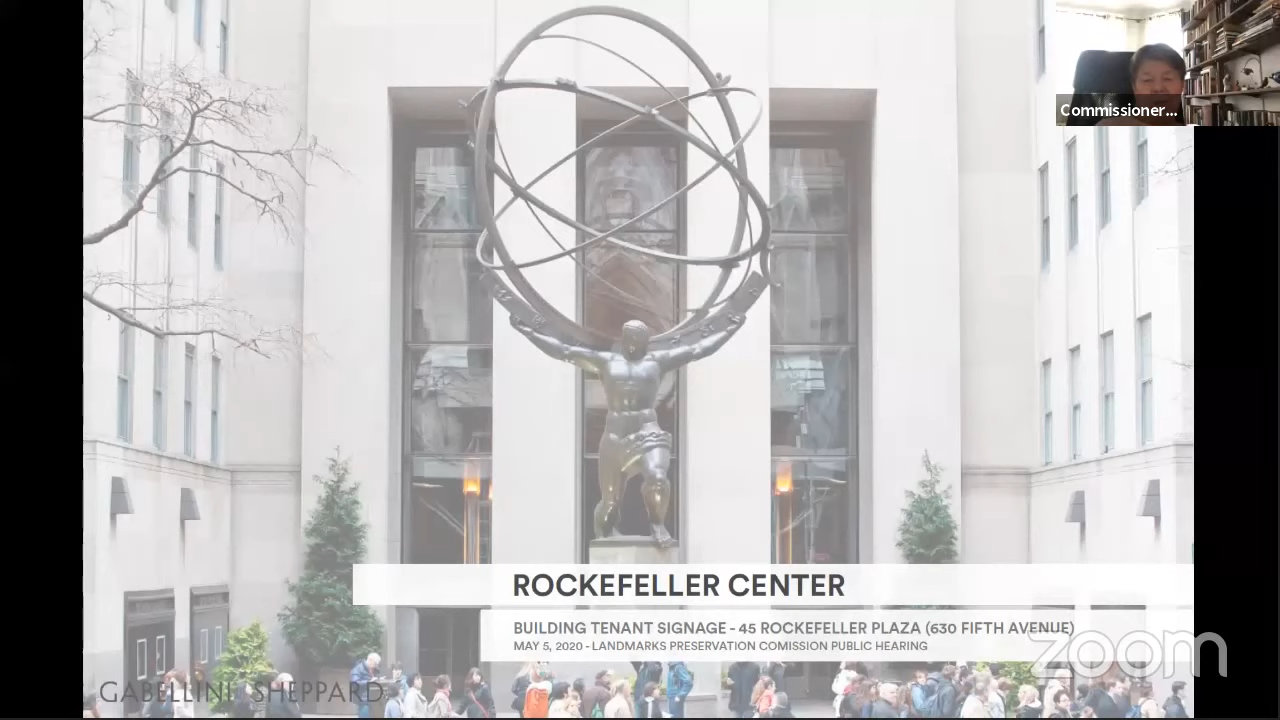 Commissioner...
ROCKEFELLER CENTER
BUILDING TENANT SIGNAGE - 45 ROCKEFELLER PLAZA (630 FIFTH AVENUE)
MAY 5, 2020 - LANDMARKS PRESERVATION COMISSION PUBLIC HEARING
zoom
GABELLINI SHEPPARD